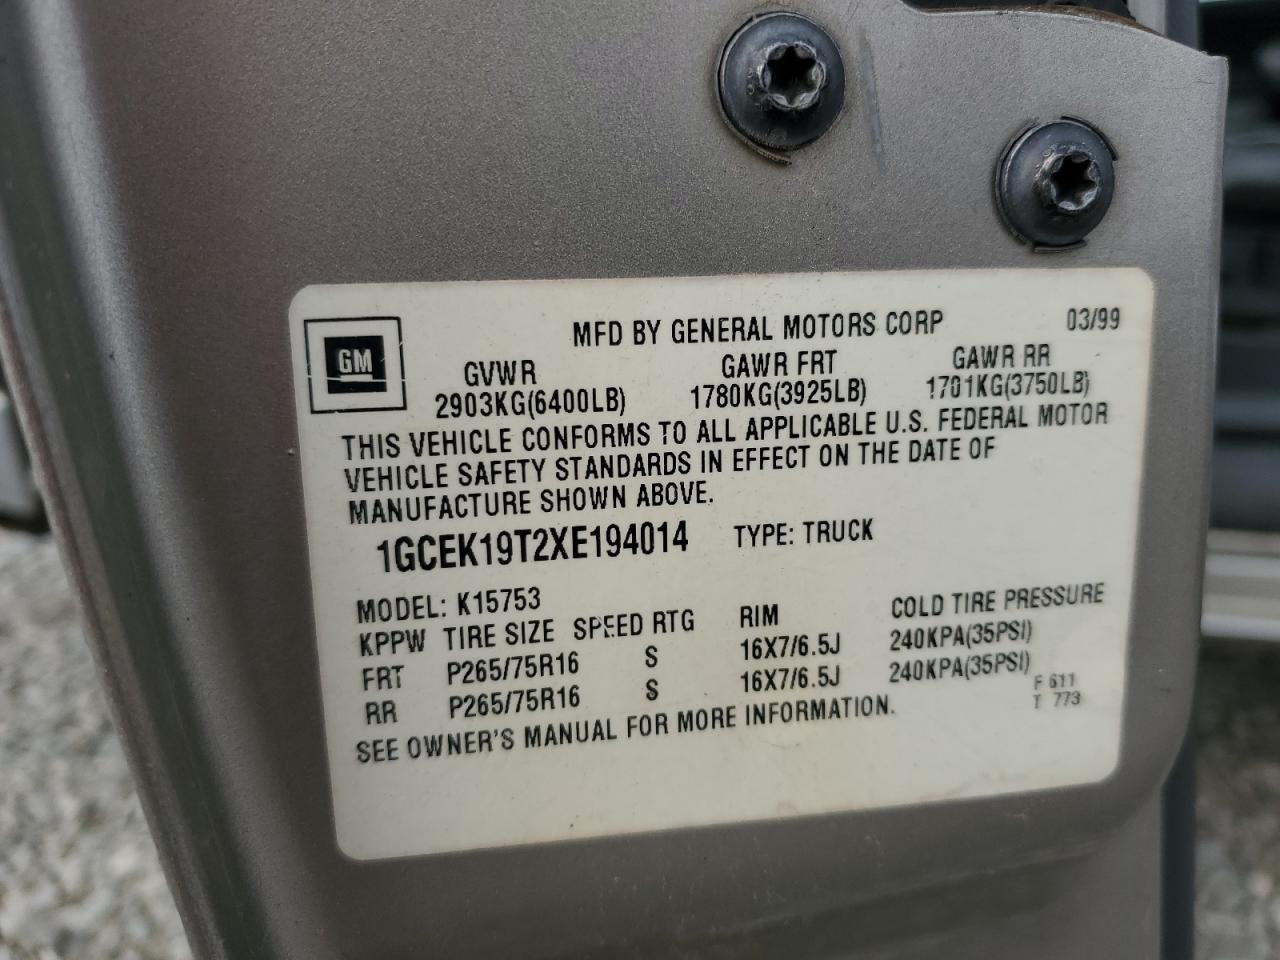 GM
MFD BY GENERAL MOTORS CORP 03/99
GVWR GAWR FRT GAWR RR
2903KG(6400LB) 1780KG(3925LB) 1701KG(3750LB)
THIS VEHICLE CONFORMS TO ALL APPLICABLE U.S. FEDERAL MOTOR
VEHICLE SAFETY STANDARDS IN EFFECT ON THE DATE OF
MANUFACTURE SHOWN ABOVE.
1GCEK19T2XE194014 TYPE: TRUCK
MODEL: K15753
KPPW TIRE SIZE SPEED RTG RIM COLD TIRE PRESSURE
FRT P265/75R16 S 16X7/6.5J 240KPA(35PSI)
RR P265/75R16 S 16X7/6.5J 240KPA(35PSI)
SEE OWNER'S MANUAL FOR MORE INFORMATION.
F 611
T 773